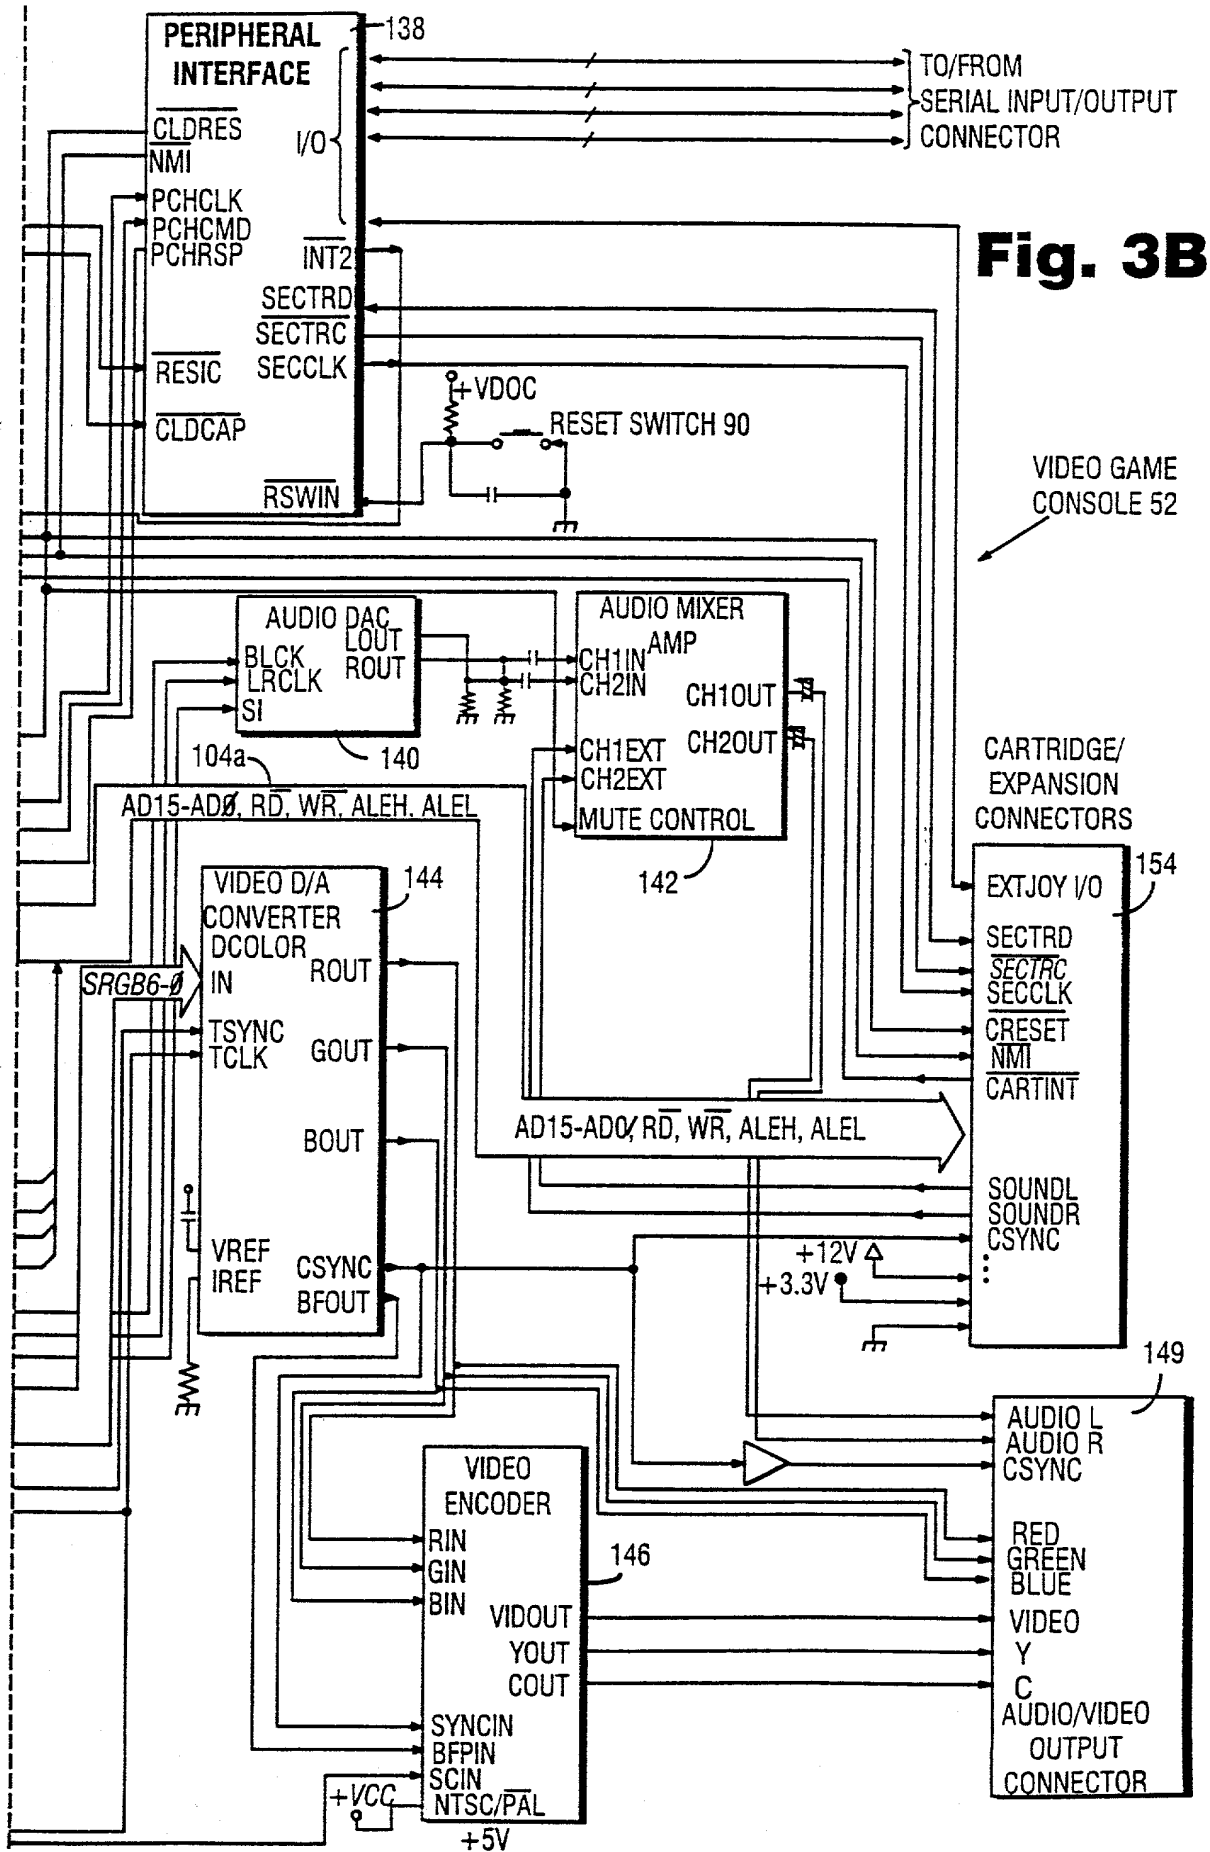 PERIPHERAL
INTERFACE
138
TO/FROM
SERIAL INPUT/OUTPUT
CONNECTOR
I/O
CLDRES
NMI
PCHCLK
PCHCMD
PCHRSP
INT2
Fig. 3B
SECTRD
SECTRC
SECCLK
RESIC
CLDCAP
RSWIN
+VDOC
RESET SWITCH 90
VIDEO GAME
CONSOLE 52
AUDIO DAC
LOUT
ROUT
BLCK
LRCLK
SI
140
AUDIO MIXER
AMP
CH1IN
CH2IN
CH1OUT
CH2OUT
CH1EXT
CH2EXT
MUTE CONTROL
142
104a
AD15-AD0, RD, WR, ALEH. ALEL
CARTRIDGE/
EXPANSION
CONNECTORS
154
EXTJOY I/O
SECTRD
SECTRC
SECCLK
CRESET
NMI
CARTINT
SOUNDL
SOUNDR
CSYNC
+12V
+3.3V
VIDEO D/A
CONVERTER
144
DCOLOR
IN
SRGB6-0
ROUT
TSYNC
TCLK
GOUT
BOUT
VREF
IREF
CSYNC
BFOUT
AD15-AD0, RD, WR, ALEH, ALEL
149
AUDIO L
AUDIO R
CSYNC
RED
GREEN
BLUE
VIDEO
Y
C
AUDIO/VIDEO
OUTPUT
CONNECTOR
VIDEO
ENCODER
146
RIN
GIN
BIN
VIDOUT
YOUT
COUT
SYNCIN
BFPIN
SCIN
NTSC/PAL
+VCC
+5V